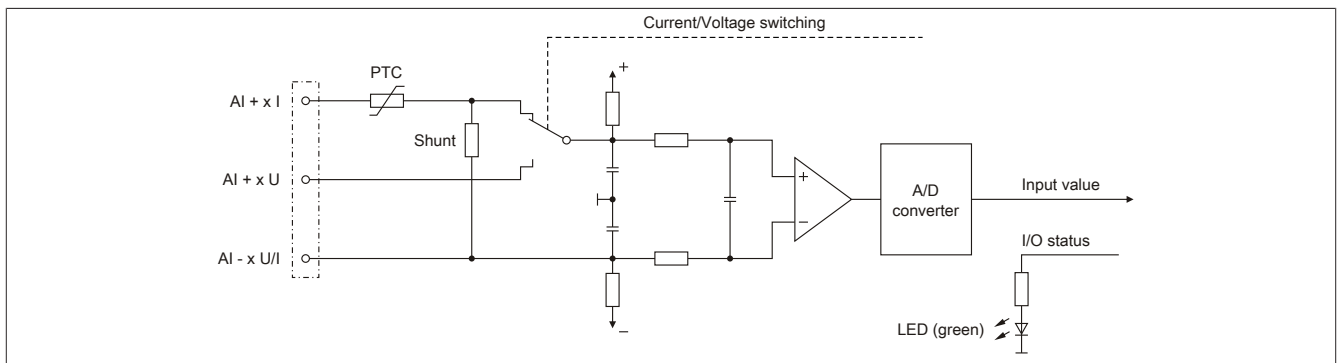 Current/Voltage switching
PTC
+
AI + x I
Shunt
AI + x U
+
−
A/D
converter
Input value
I/O status
AI - x U/I
LED (green)
−